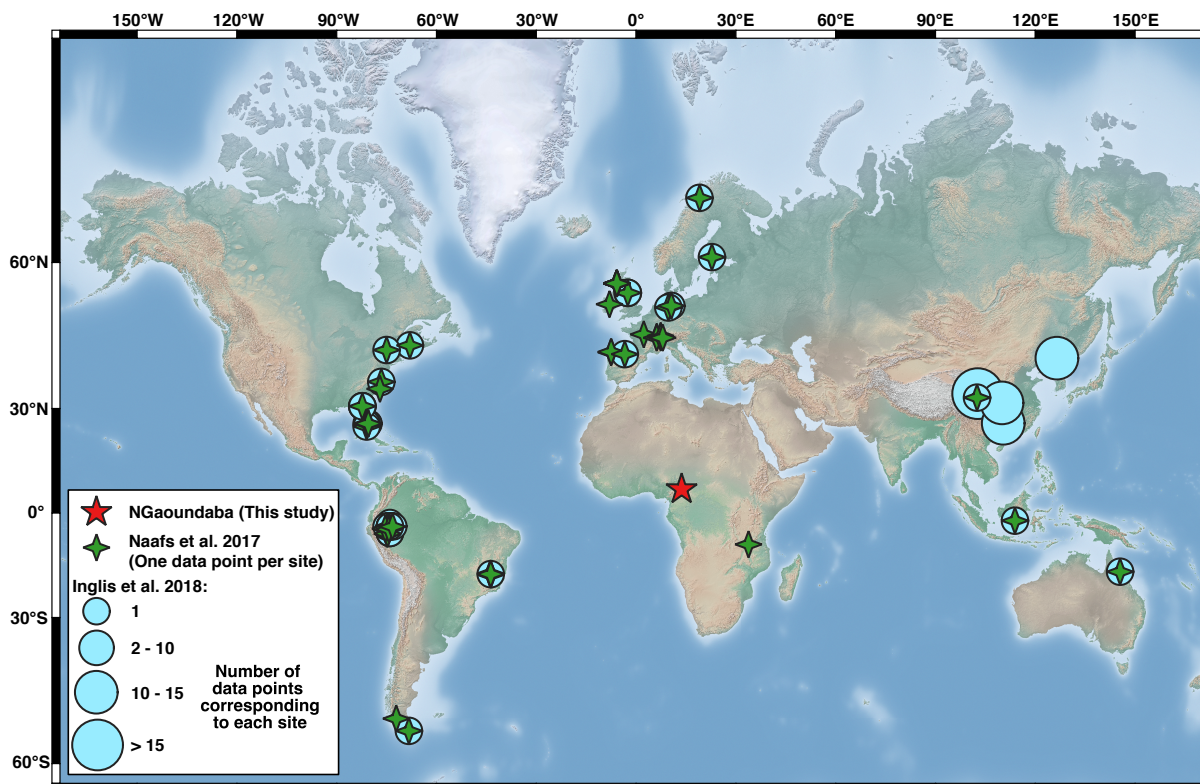 150°W 120°W 90°W 60°W 30°W 0° 30°E 60°E 90°E 120°E 150°E
60°N
30°N
0°
30°S
60°S
NGaoundaba (This study)
Naafs et al. 2017
(One data point per site)
Inglis et al. 2018:
1
2 - 10
10 - 15
> 15
Number of
data points
corresponding
to each site